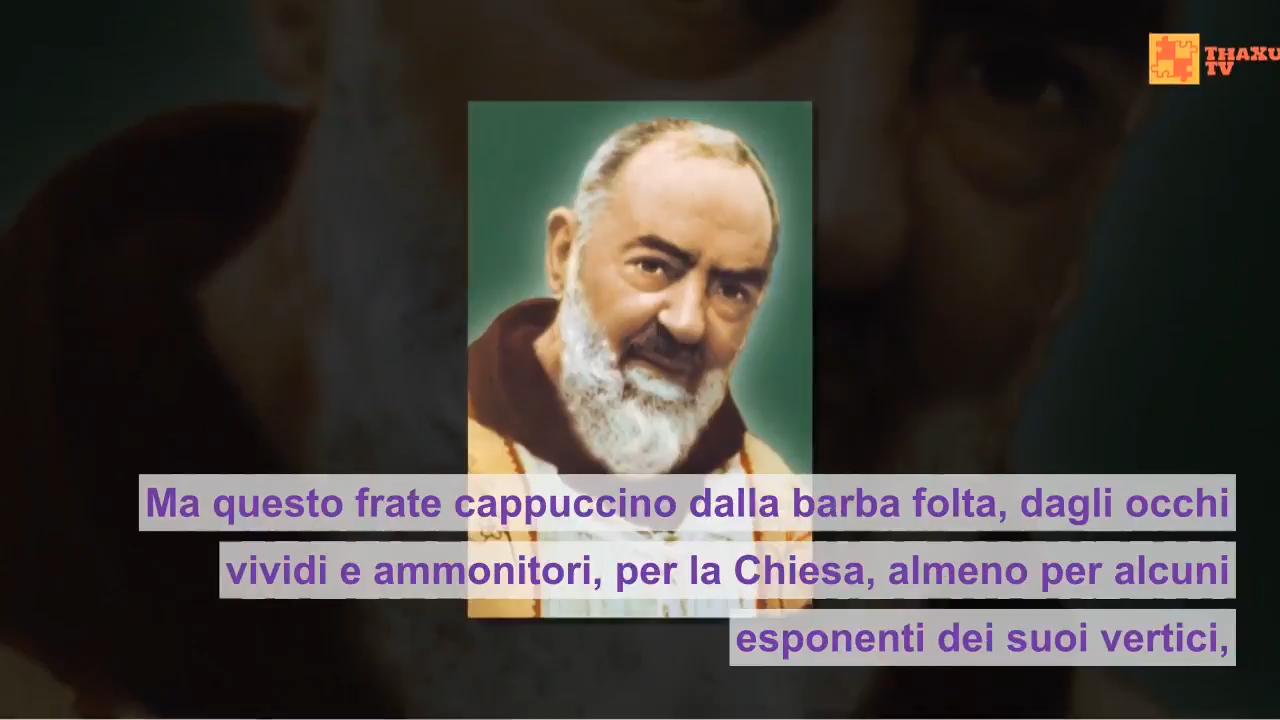 THAXU
TV
Ma questo frate cappuccino dalla barba folta, dagli occhi
vividi e ammonitori, per la Chiesa, almeno per alcuni
esponenti dei suoi vertici,